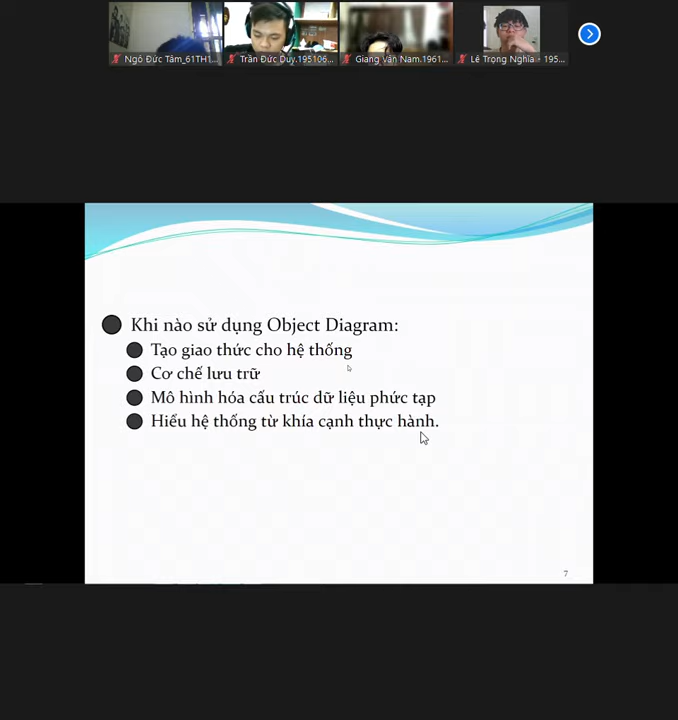 Ngô Đức Tâm_61TH1...
Trần Đức Duy.195106...
Giang Văn Nam.1961...
Lê Trọng Nghĩa - 195...
Khi nào sử dụng Object Diagram:
Tạo giao thức cho hệ thống
Cơ chế lưu trữ
Mô hình hóa cấu trúc dữ liệu phức tạp
Hiểu hệ thống từ khía cạnh thực hành.
7